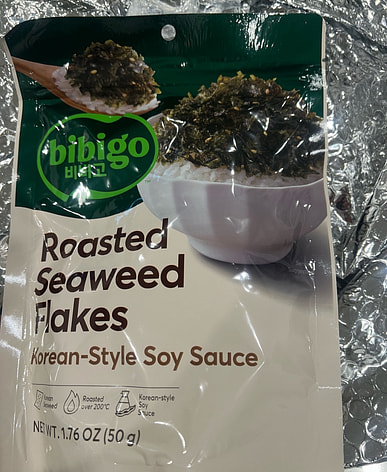 bibigo
비비고
Roasted
Seaweed
Flakes
Korean-Style Soy Sauce
Roasted
over 200°C
Korean-style
Soy
Sauce
NET WT. 1.76 OZ (50 g)